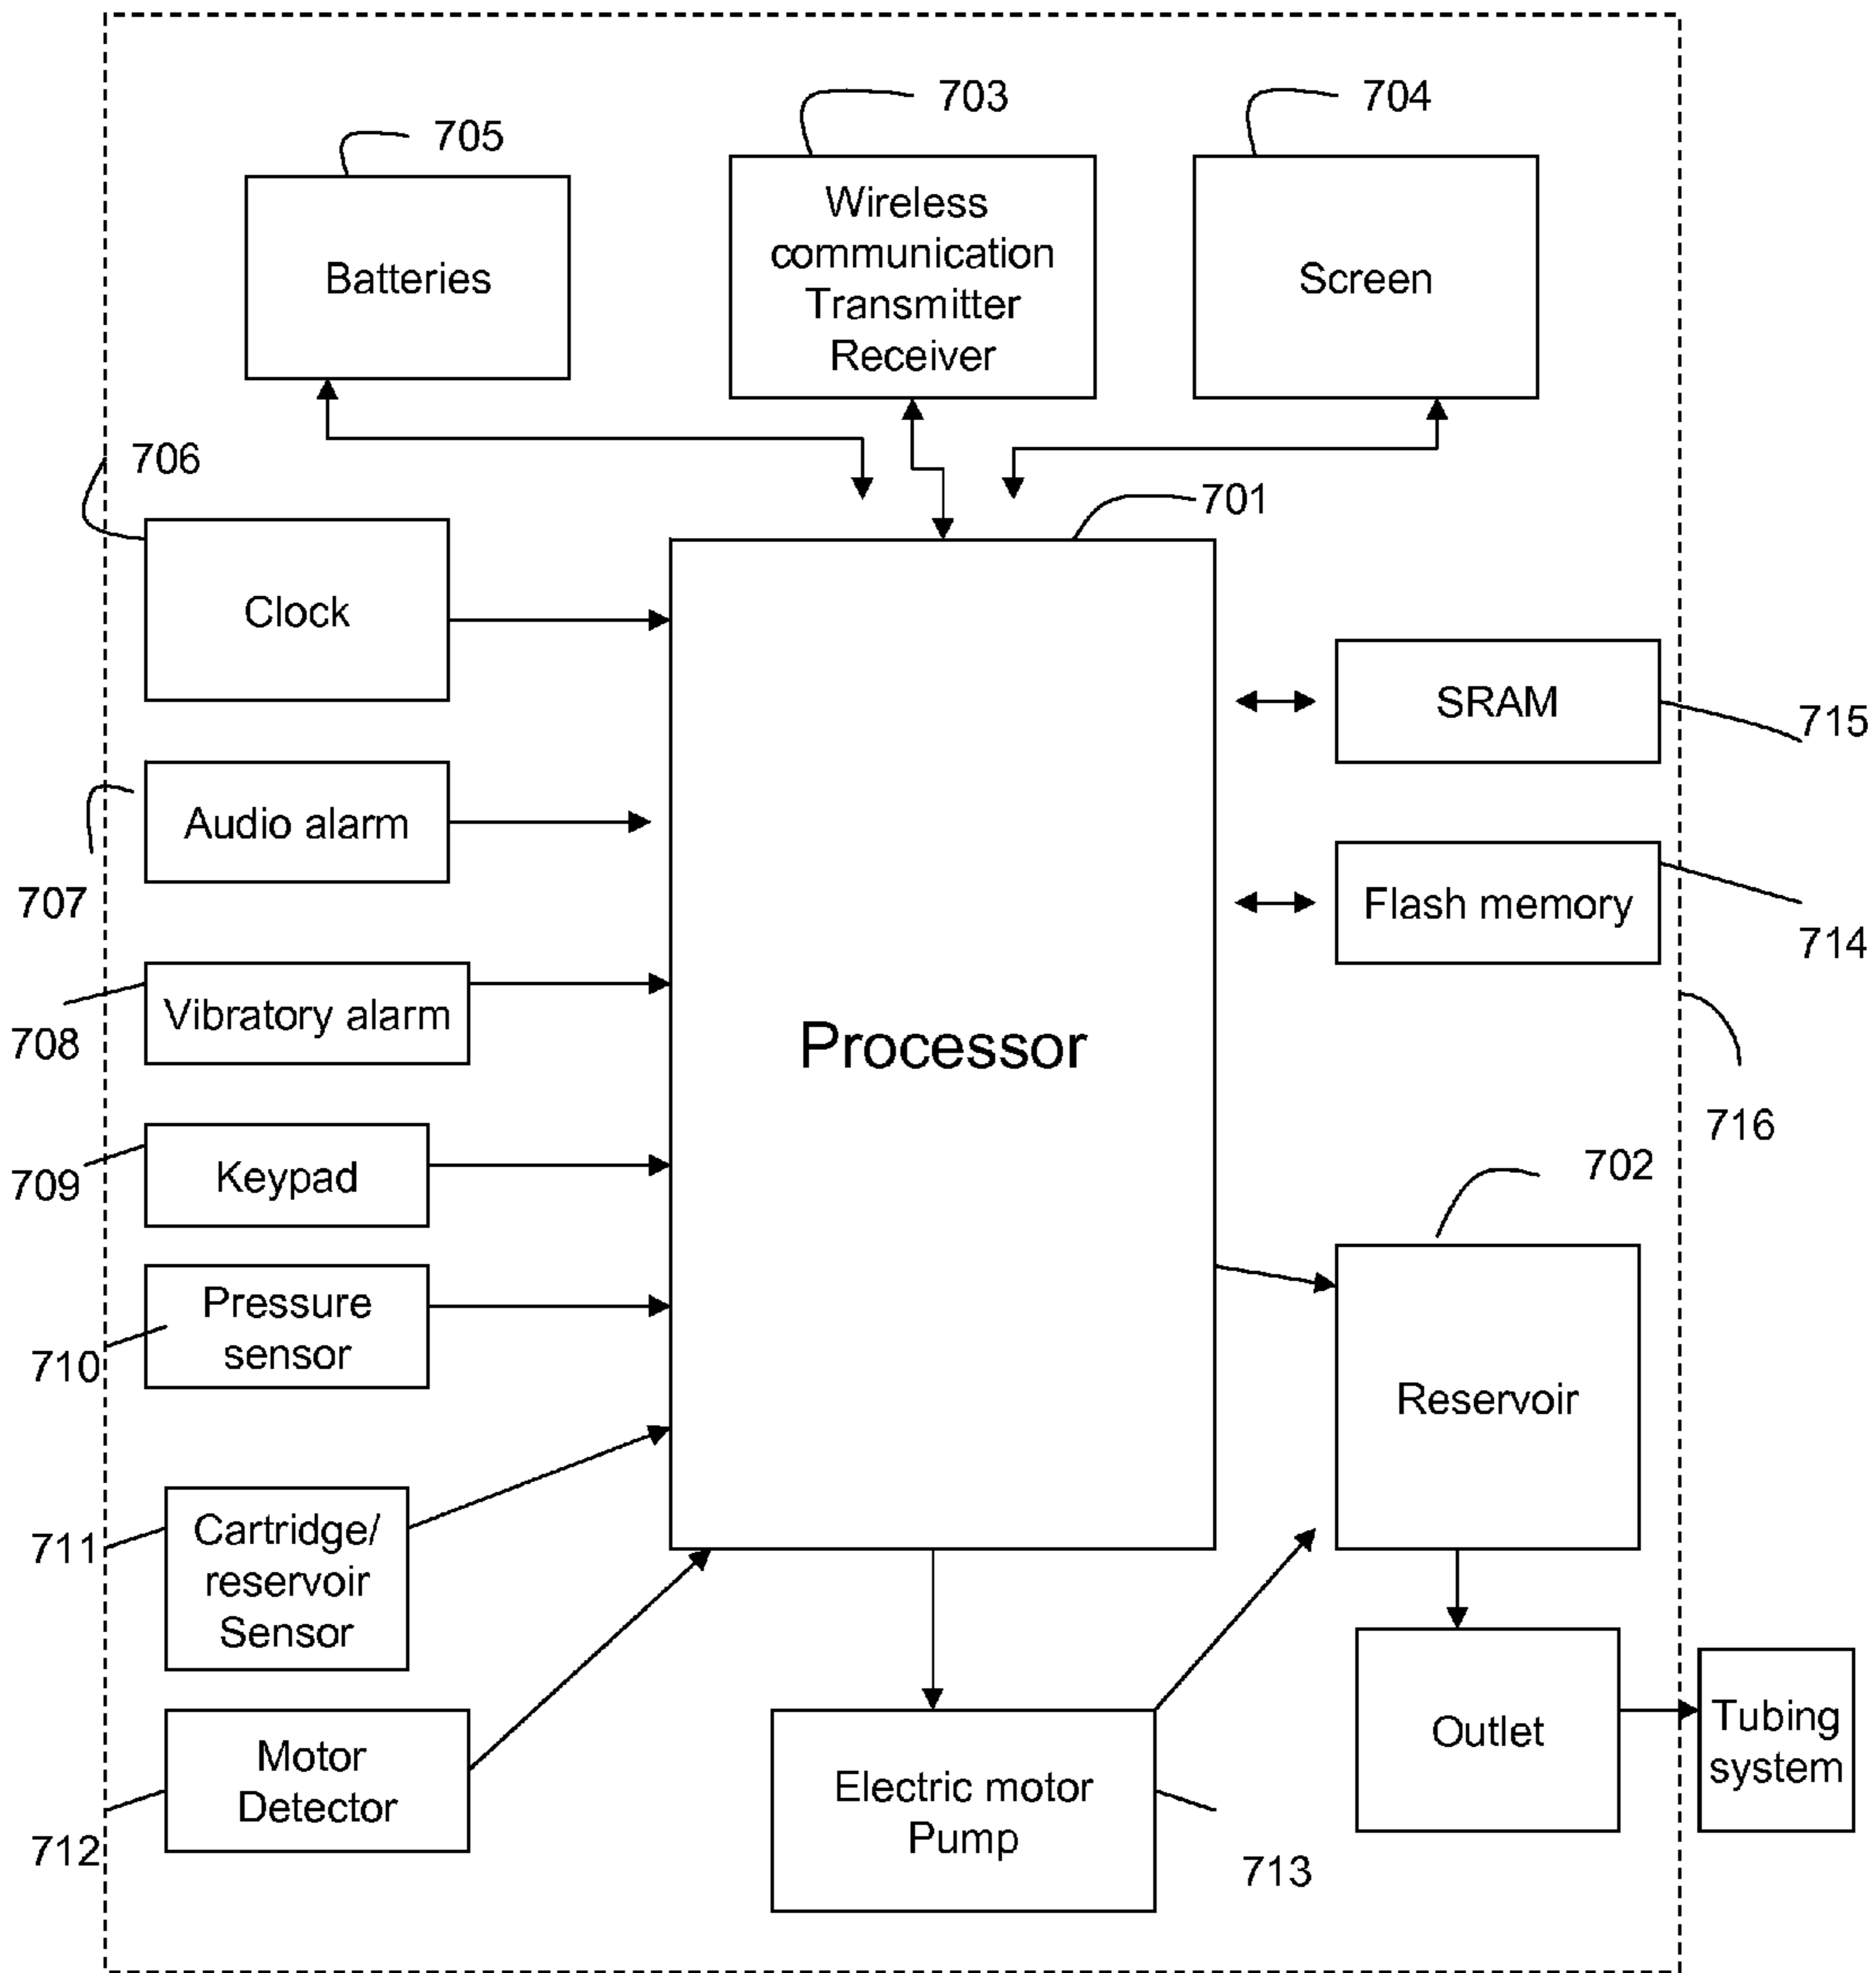 703
704
705
Wireless
communication
Transmitter
Receiver
Batteries
Screen
706
701
Clock
SRAM
715
Audio alarm
707
Flash memory
714
Vibratory alarm
708
Processor
716
Keypad
709
702
Pressure
sensor
710
Reservoir
Cartridge/
reservoir
Sensor
711
Motor
Detector
712
Electric motor
Pump
713
Outlet
Tubing
system